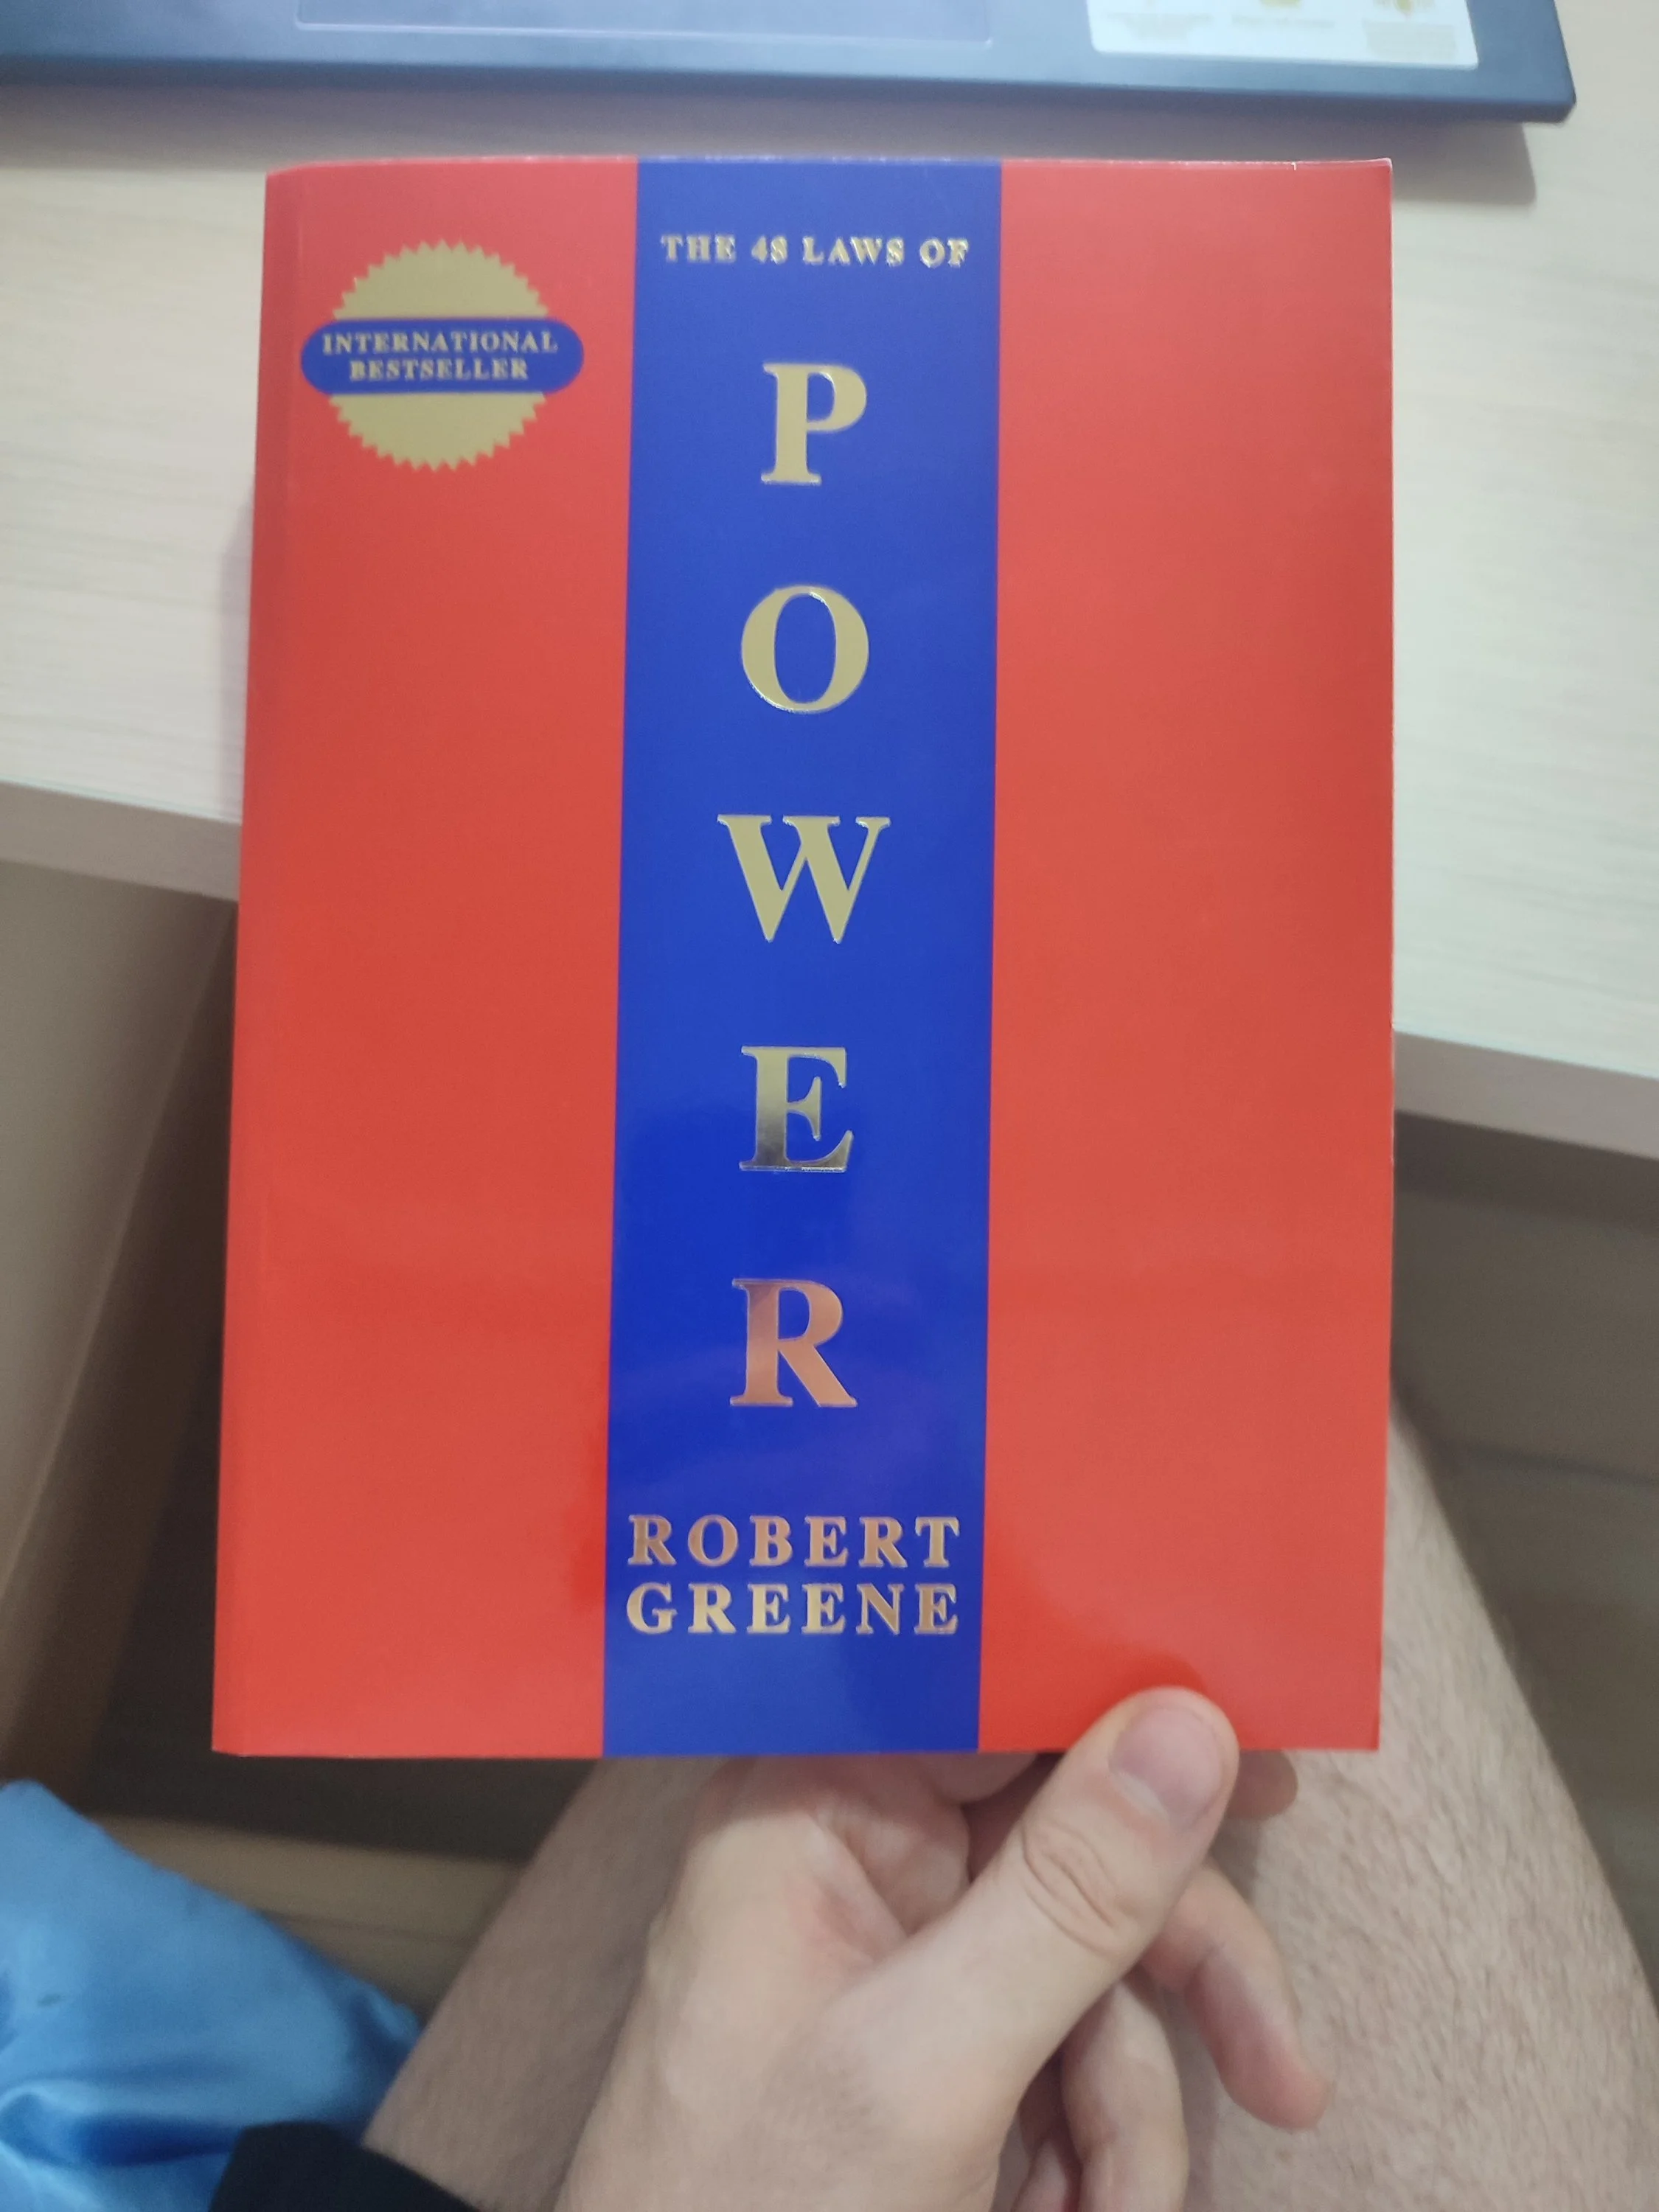 INTERNATIONAL
BESTSELLER
THE 48 LAWS OF
P
O
W
E
R
ROBERT
GREENE